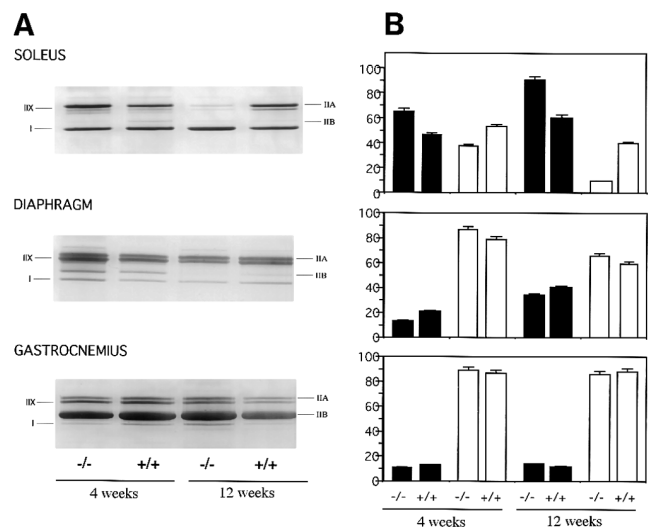 A
B
SOLEUS
IIX
I
IIA
IIB
100
80
60
40
20
0
DIAPHRAGM
IIX
I
IIA
IIB
100
80
60
40
20
0
GASTROCNEMIUS
IIX
I
IIA
IIB
100
80
60
40
20
0
-/- +/+ -/- +/+
4 weeks 12 weeks
-/- +/+ -/- +/+ -/- +/+ -/- +/+
4 weeks 12 weeks